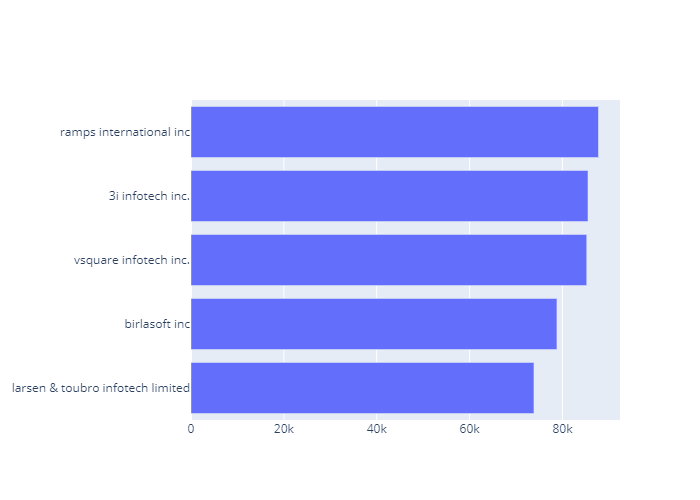 ramps international inc
3i infotech inc.
vsquare infotech inc.
birlasoft inc
larsen & toubro infotech limited
0 20k 40k 60k 80k